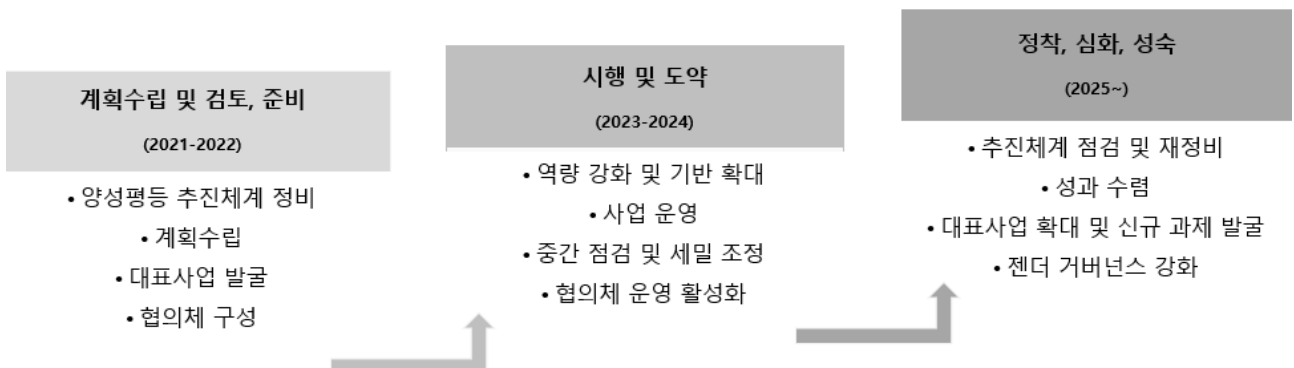 계획수립 및 검토, 준비
(2021-2022)
• 양성평등 추진체계 정비
• 계획수립
• 대표사업 발굴
• 협의체 구성
시행 및 도약
(2023-2024)
• 역량 강화 및 기반 확대
• 사업 운영
• 중간 점검 및 세밀 조정
• 협의체 운영 활성화
정착, 심화, 성숙
(2025~)
• 추진체계 점검 및 재정비
• 성과 수렴
• 대표사업 확대 및 신규 과제 발굴
• 젠더 거버넌스 강화